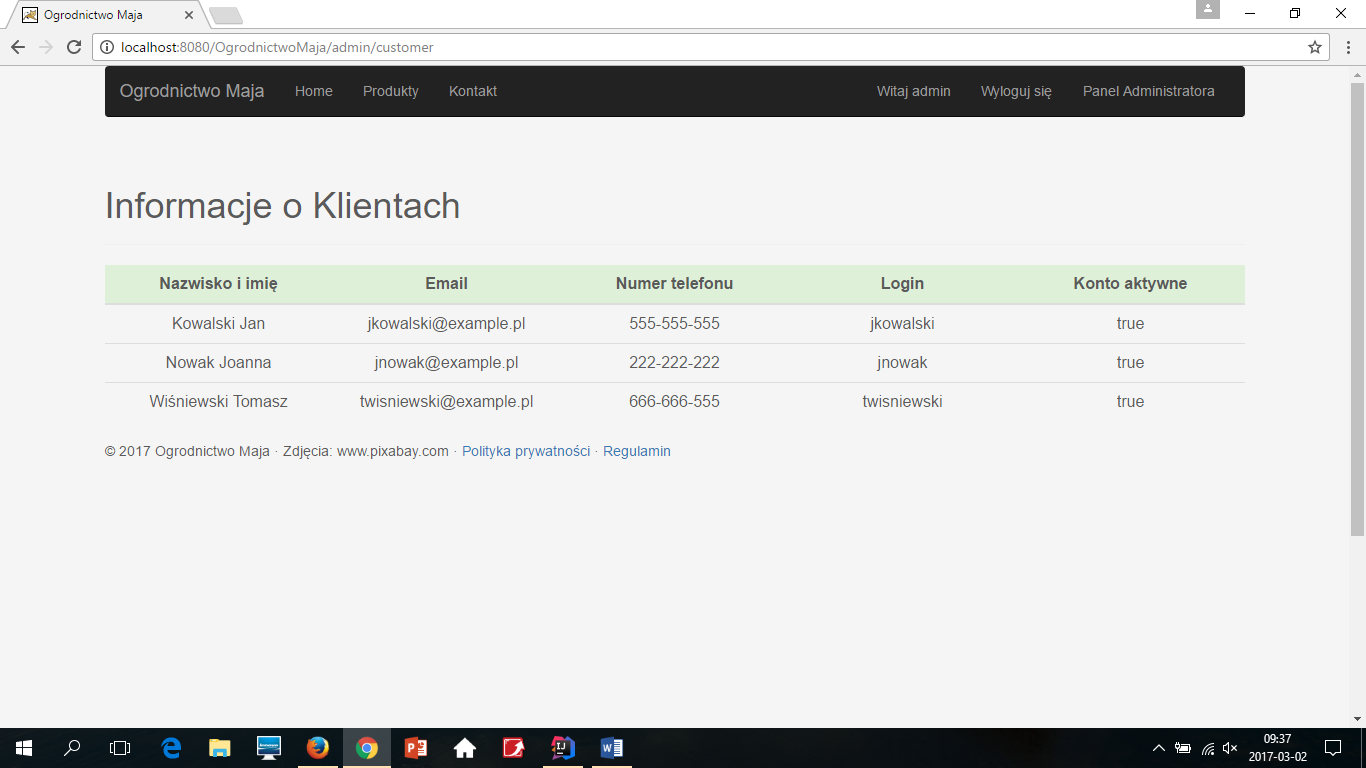 Ogrodnictwo Maja
localhost:8080/OgrodnictwoMaja/admin/customer
Ogrodnictwo Maja Home Produkty Kontakt Witaj admin Wyloguj się Panel Administratora
Informacje o Klientach
Nazwisko i imię Email Numer telefonu Login Konto aktywne
Kowalski Jan jkowalski@example.pl 555-555-555 jkowalski true
Nowak Joanna jnowak@example.pl 222-222-222 jnowak true
Wiśniewski Tomasz twisniewski@example.pl 666-666-555 twisniewski true
© 2017 Ogrodnictwo Maja · Zdjęcia: www.pixabay.com · Polityka prywatności · Regulamin
09:37
2017-03-02